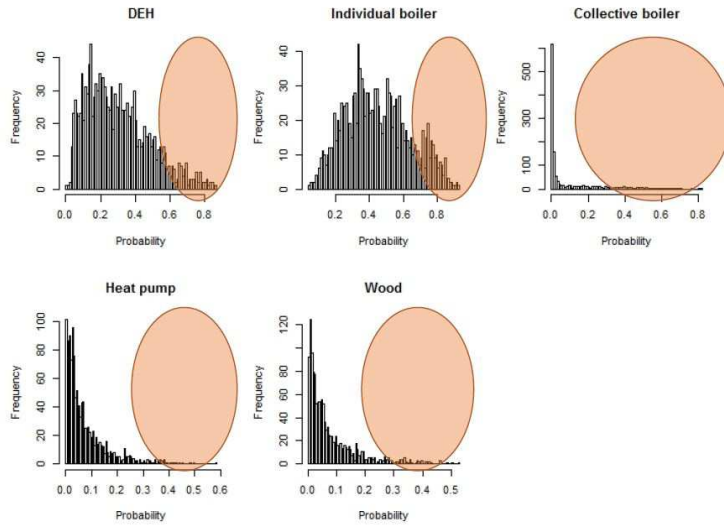 DEH
Individual boiler
Collective boiler
Frequency
0 10 20 30 40
0.0 0.2 0.4 0.6 0.8
Probability
Frequency
0 10 20 30 40
0.2 0.4 0.6 0.8
Probability
Frequency
0 100 300 500
0.0 0.2 0.4 0.6 0.8
Probability
Heat pump
Wood
Frequency
0 20 40 60 80 100
0.0 0.1 0.2 0.3 0.4 0.5 0.6
Probability
Frequency
0 20 40 60 80 120
0.0 0.1 0.2 0.3 0.4 0.5
Probability